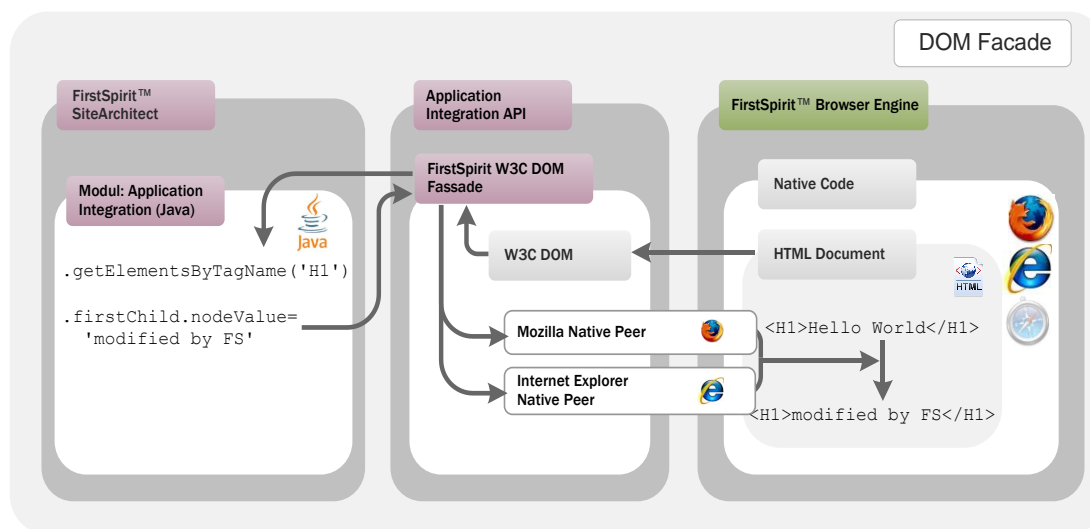 DOM Facade
FirstSpirit™
SiteArchitect
Application
Integration API
FirstSpirit™ Browser Engine
FirstSpirit W3C DOM
Fassade
Modul: Application
Integration (Java)
Java
Native Code
W3C DOM
HTML Document
HTML
.getElementsByTagName('H1')
.firstChild.nodeValue=
'modified by FS'
Mozilla Native Peer
<H1>Hello World</H1>
Internet Explorer
Native Peer
<H1>modified by FS</H1>